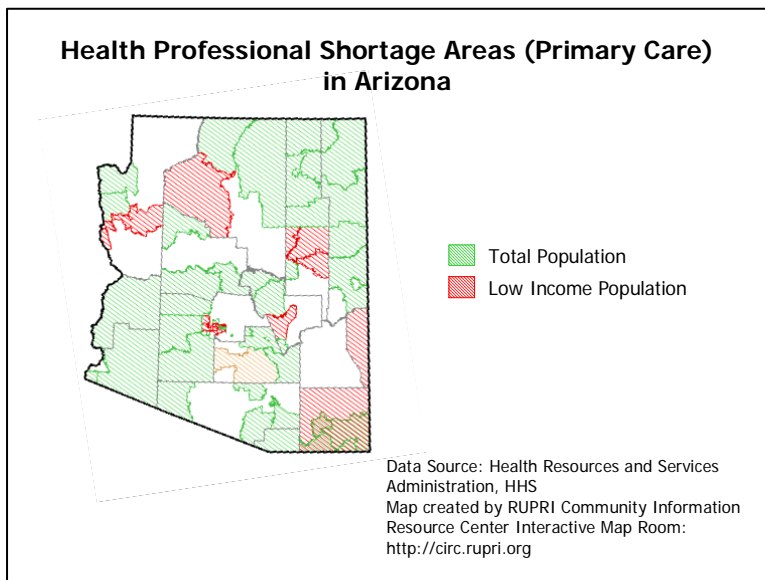 Health Professional Shortage Areas (Primary Care)
in Arizona
Total Population
Low Income Population
Data Source: Health Resources and Services
Administration, HHS
Map created by RUPRI Community Information
Resource Center Interactive Map Room:
http://circ.rupri.org